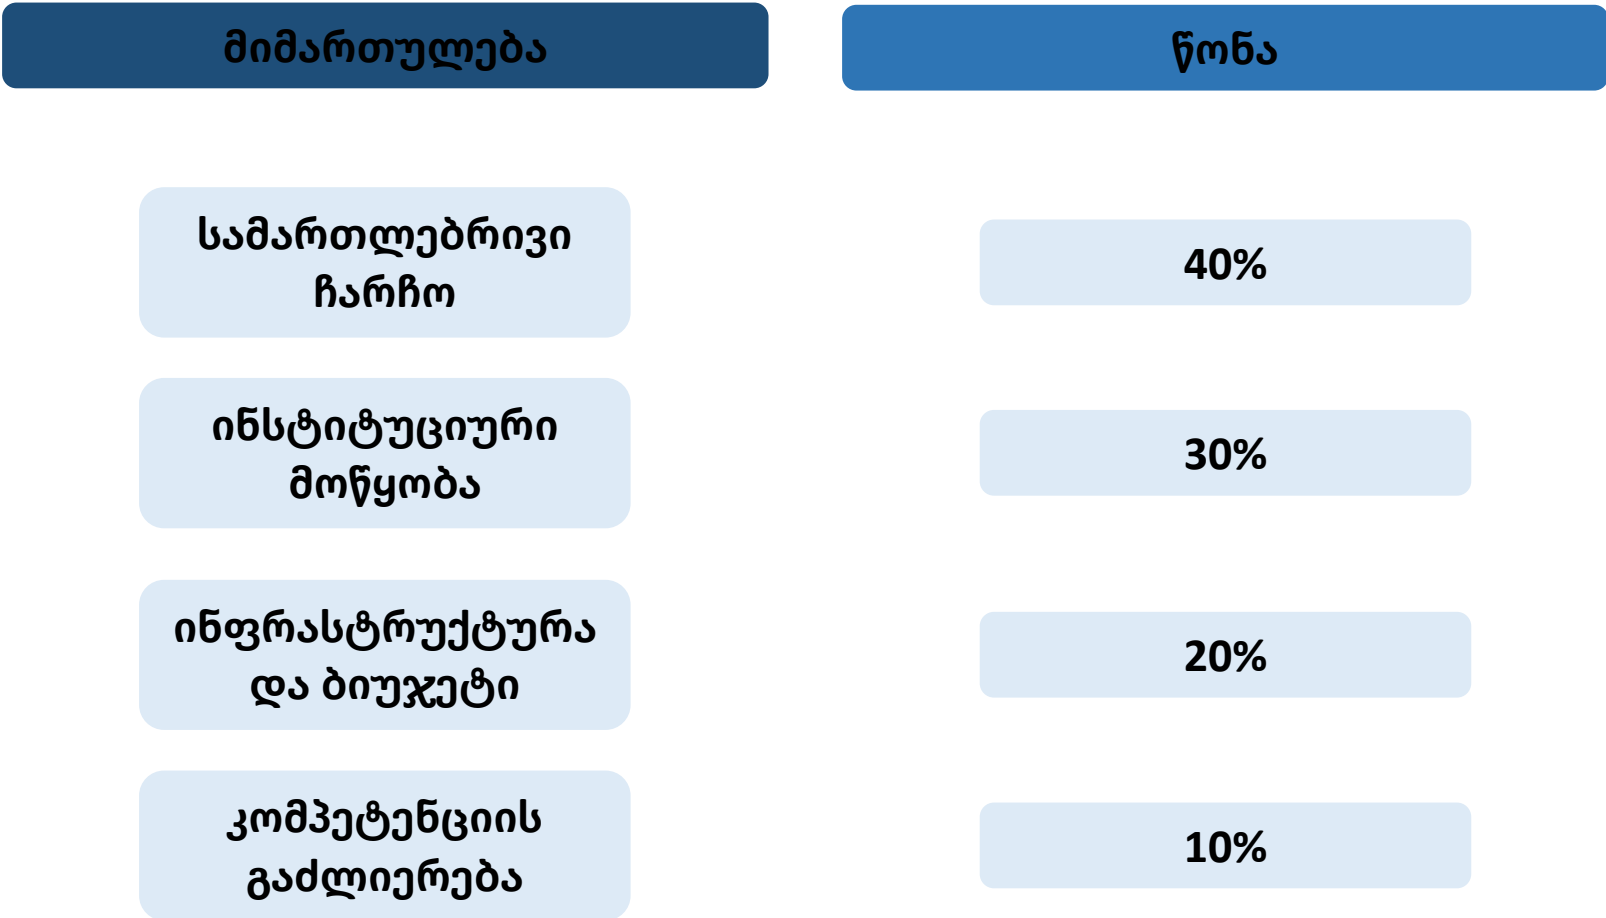 მიმართულება
წონა
სამართლებრივი
ჩარჩო
40%
ინსტიტუციური
მოწყობა
30%
ინფრასტრუქტურა
და ბიუჯეტი
20%
კომპეტენციის
გაძლიერება
10%